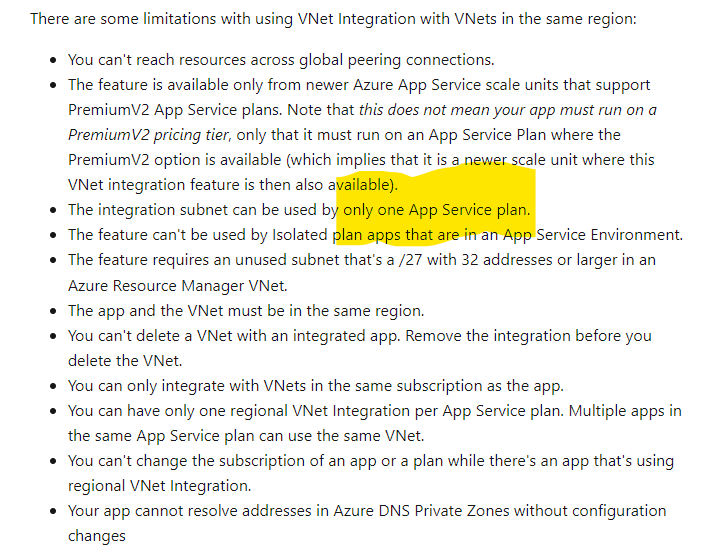 There are some limitations with using VNet Integration with VNets in the same region:
• You can't reach resources across global peering connections.
• The feature is available only from newer Azure App Service scale units that support
PremiumV2 App Service plans. Note that this does not mean your app must run on a
PremiumV2 pricing tier, only that it must run on an App Service Plan where the
PremiumV2 option is available (which implies that it is a newer scale unit where this
VNet integration feature is then also available).
• The integration subnet can be used by only one App Service plan.
• The feature can't be used by Isolated plan apps that are in an App Service Environment.
• The feature requires an unused subnet that's a /27 with 32 addresses or larger in an
Azure Resource Manager VNet.
• The app and the VNet must be in the same region.
• You can't delete a VNet with an integrated app. Remove the integration before you
delete the VNet.
• You can only integrate with VNets in the same subscription as the app.
• You can have only one regional VNet Integration per App Service plan. Multiple apps in
the same App Service plan can use the same VNet.
• You can't change the subscription of an app or a plan while there's an app that's using
regional VNet Integration.
• Your app cannot resolve addresses in Azure DNS Private Zones without configuration
changes